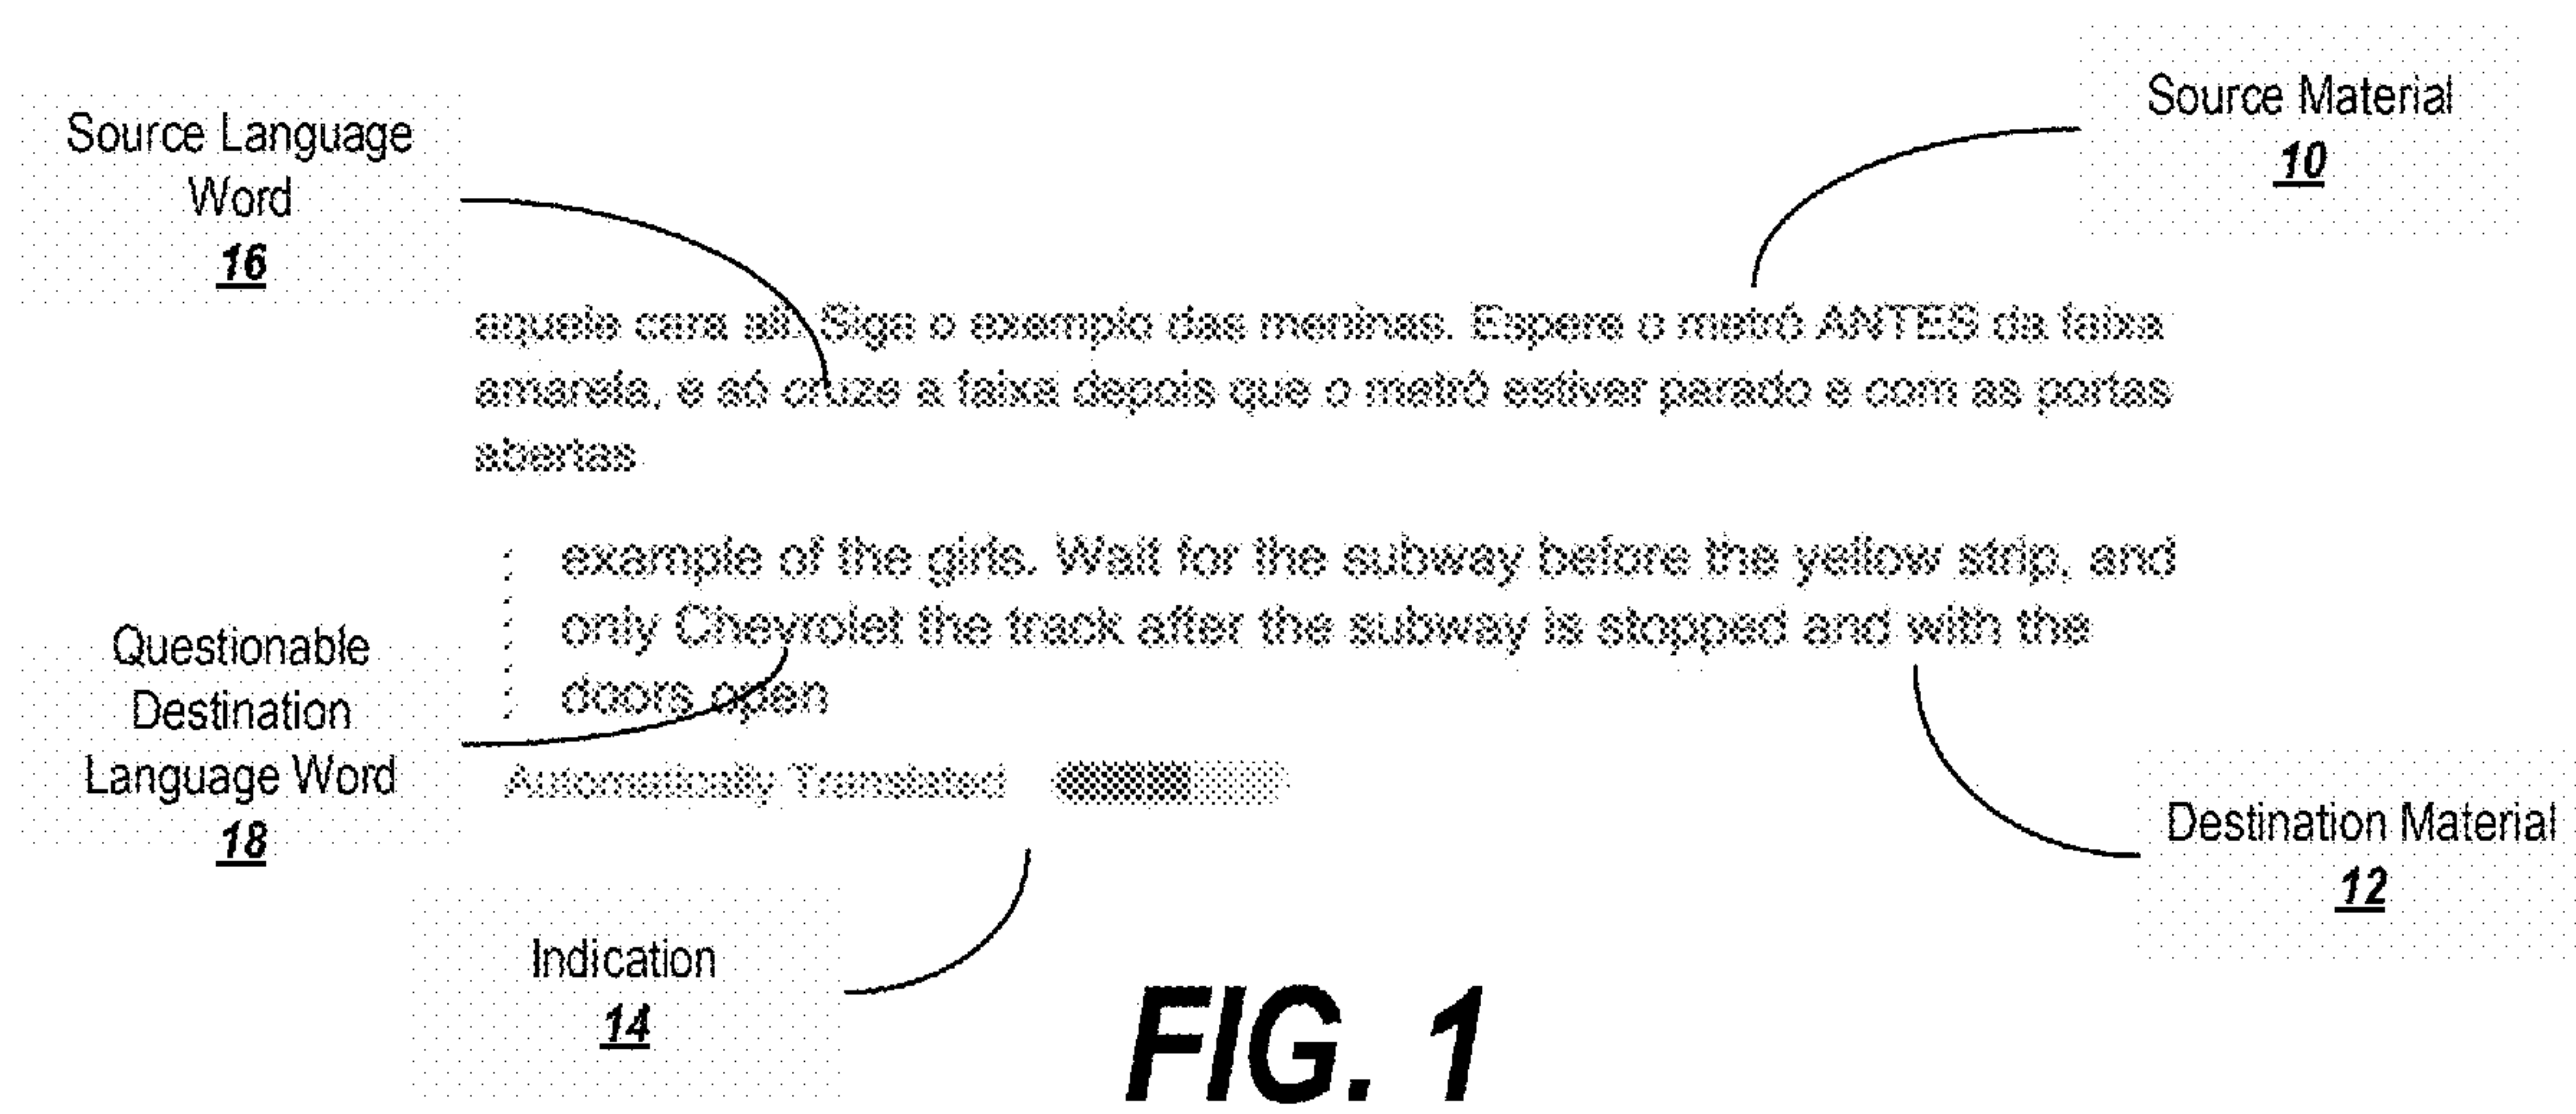 Source Material
10
Source Language
Word
16
aquele cara ali. Siga o exemplo das meninas. Espere o metrô ANTES da faixa
amarela, e só cruze a faixa depois que o metrô estiver parado e com as portas
abertas
example of the girls. Wait for the subway before the yellow strip, and
only Chevrolet the track after the subway is stopped and with the
doors open
Questionable
Destination
Language Word
18
Automatically Translated
Destination Material
12
Indication
14
FIG. 1